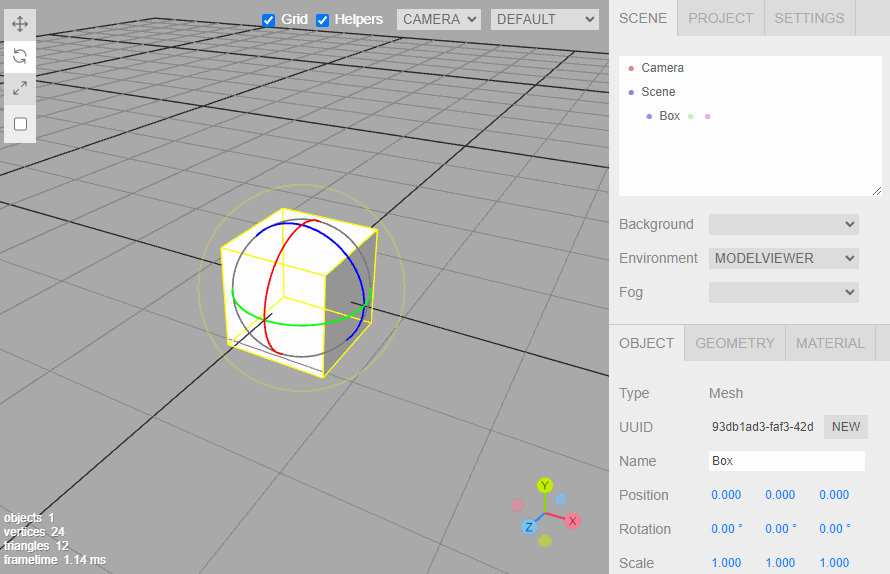 Grid Helpers CAMERA DEFAULT
SCENE PROJECT SETTINGS
Camera
Scene
Box
Background
Environment MODELVIEWER
Fog
OBJECT GEOMETRY MATERIAL
Type Mesh
UUID 93db1ad3-faf3-42d NEW
Name Box
Position 0.000 0.000 0.000
Rotation 0.00 ° 0.00 ° 0.00 °
Scale 1.000 1.000 1.000
Y
Z X
objects 1
vertices 24
triangles 12
frametime 1.14 ms